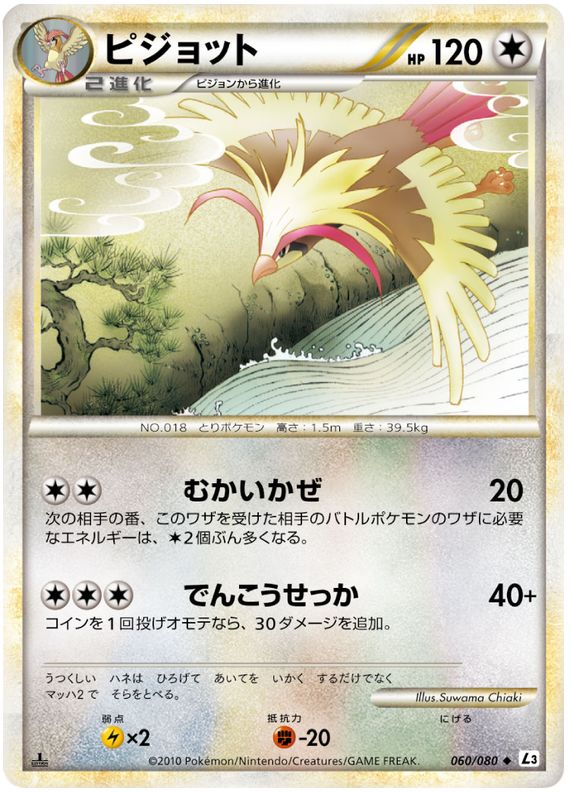 ピジョット
HP 120
2進化
ピジョンから進化
NO.018 とりポケモン 高さ：1.5m 重さ：39.5kg
むかいかぜ 20
次の相手の番、このワザを受けた相手のバトルポケモンのワザに必要
なエネルギーは、2個ぶん多くなる。
でんこうせっか 40+
コインを1回投げオモテなら、30ダメージを追加。
うつくしい ハネは ひろげて あいてを いかく するだけでなく
マッハ2で そらをとべる。
Illus.Suwama Chiaki
弱点 抵抗力 にげる
×2 -20
1 EDITION
©2010 Pokémon/Nintendo/Creatures/GAME FREAK.
060/080 ◆ L3